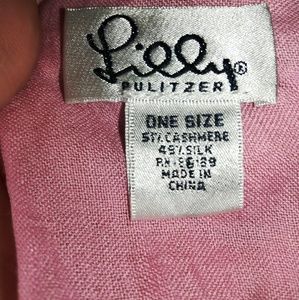 Lilly®
PULITZER
ONE SIZE
51% CASHMERE
49% SILK
MADE IN
CHINA